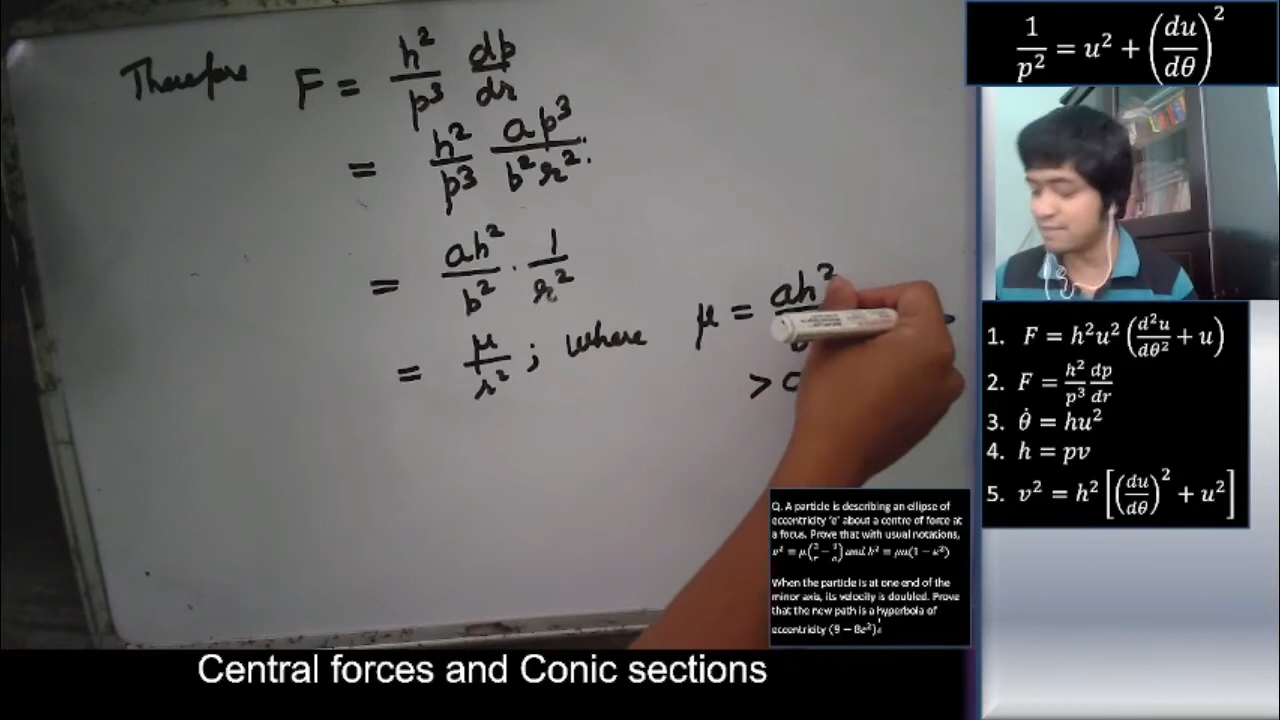 Therefore F = h²/p³ dp/dr
= h²/p³ ap³/b²r².
= ah²/b² · 1/r²
= μ/r² ; where μ = ah²
> 0
1/p² = u² + (du/dθ)²
1. F = h²u² (d²u/dθ² + u)
2. F = h²/p³ dp/dr
3. θ̇ = hu²
4. h = pv
5. v² = h² [(du/dθ)² + u²]
Q. A particle is describing an ellipse of
eccentricity 'e' about a centre of force at
a focus. Prove that with usual notations,
v² = μ(2/r − 1/a) and h² = μa(1 − e²)
When the particle is at one end of the
minor axis, its velocity is doubled. Prove
that the new path is a hyperbola of
eccentricity (9 − 8e²)
Central forces and Conic sections